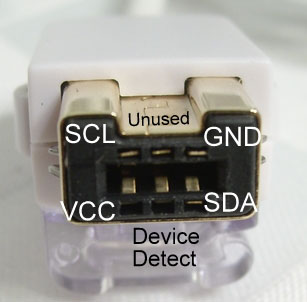 Unused
SCL
GND
VCC
SDA
Device
Detect